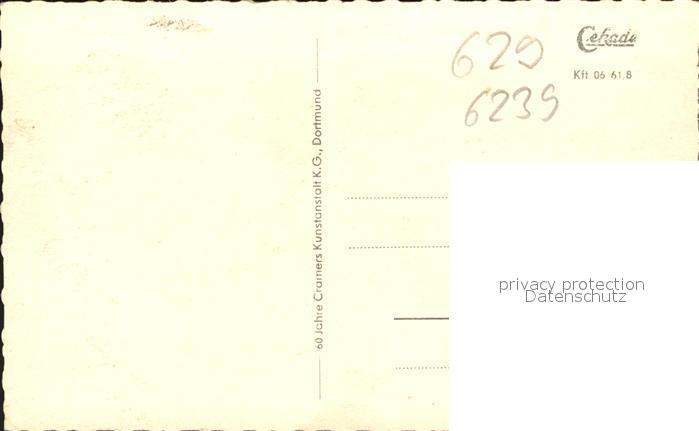 Cekade
Kft 06 61,8
629
6239
60 Jahre Cramers Kunstanstalt K.G., Dortmund
privacy protection
Datenschutz